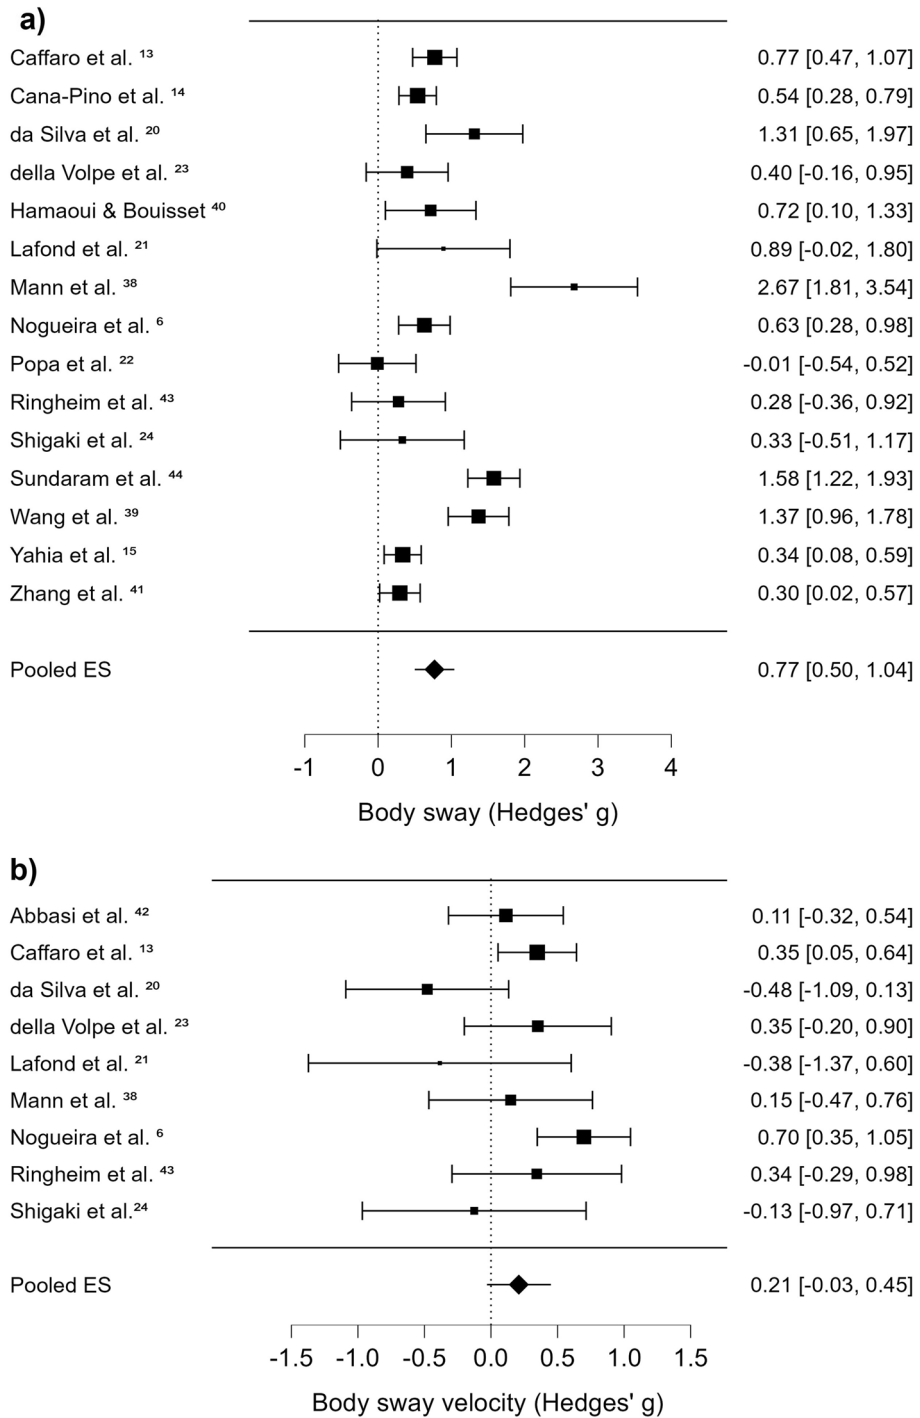 a)
Caffaro et al. ¹³ 0.77 [0.47, 1.07]
Cana-Pino et al. ¹⁴ 0.54 [0.28, 0.79]
da Silva et al. ²⁰ 1.31 [0.65, 1.97]
della Volpe et al. ²³ 0.40 [-0.16, 0.95]
Hamaoui & Bouisset ⁴⁰ 0.72 [0.10, 1.33]
Lafond et al. ²¹ 0.89 [-0.02, 1.80]
Mann et al. ³⁸ 2.67 [1.81, 3.54]
Nogueira et al. ⁶ 0.63 [0.28, 0.98]
Popa et al. ²² -0.01 [-0.54, 0.52]
Ringheim et al. ⁴³ 0.28 [-0.36, 0.92]
Shigaki et al. ²⁴ 0.33 [-0.51, 1.17]
Sundaram et al. ⁴⁴ 1.58 [1.22, 1.93]
Wang et al. ³⁹ 1.37 [0.96, 1.78]
Yahia et al. ¹⁵ 0.34 [0.08, 0.59]
Zhang et al. ⁴¹ 0.30 [0.02, 0.57]
Pooled ES 0.77 [0.50, 1.04]
-1 0 1 2 3 4
Body sway (Hedges' g)
b)
Abbasi et al. ⁴² 0.11 [-0.32, 0.54]
Caffaro et al. ¹³ 0.35 [0.05, 0.64]
da Silva et al. ²⁰ -0.48 [-1.09, 0.13]
della Volpe et al. ²³ 0.35 [-0.20, 0.90]
Lafond et al. ²¹ -0.38 [-1.37, 0.60]
Mann et al. ³⁸ 0.15 [-0.47, 0.76]
Nogueira et al. ⁶ 0.70 [0.35, 1.05]
Ringheim et al. ⁴³ 0.34 [-0.29, 0.98]
Shigaki et al.²⁴ -0.13 [-0.97, 0.71]
Pooled ES 0.21 [-0.03, 0.45]
-1.5 -1.0 -0.5 0.0 0.5 1.0 1.5
Body sway velocity (Hedges' g)